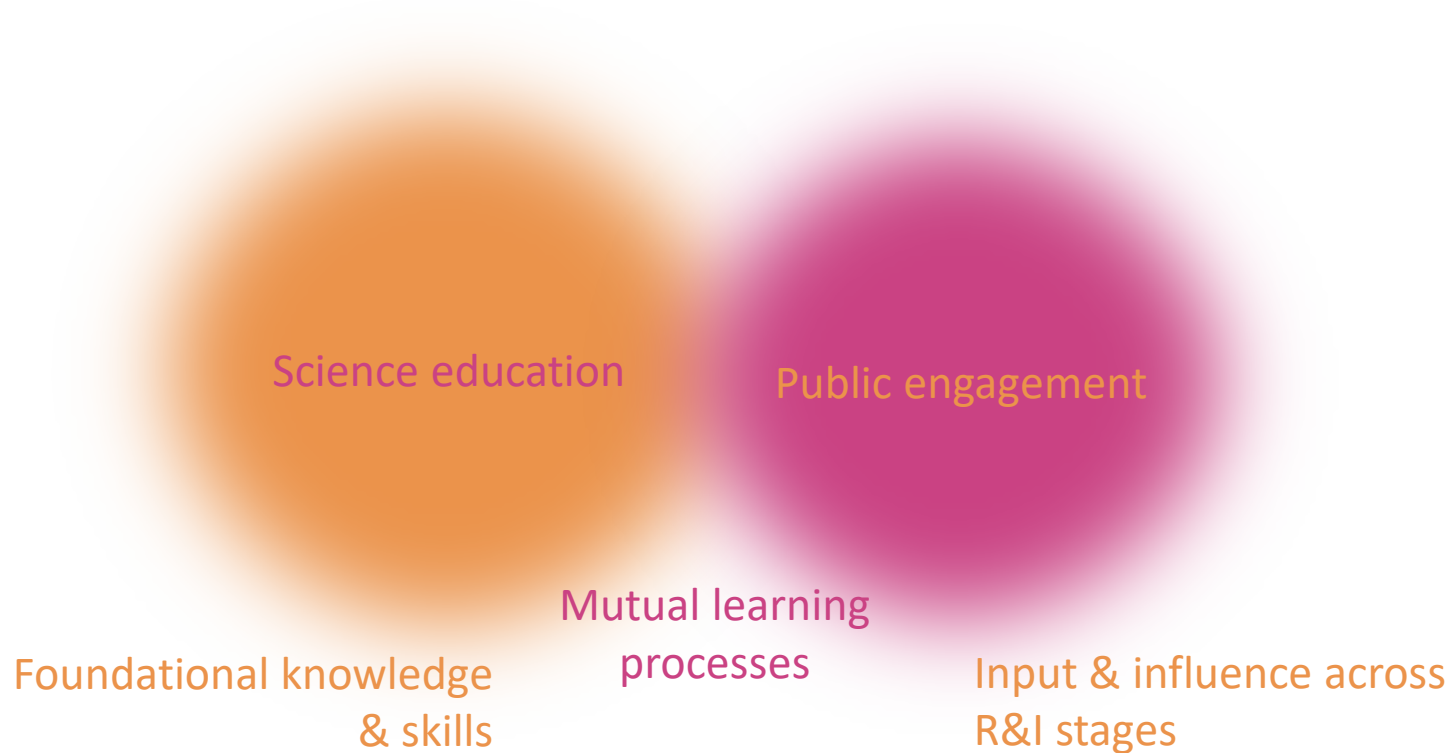 Science education
Public engagement
Mutual learning
processes
Foundational knowledge
& skills
Input & influence across
R&I stages